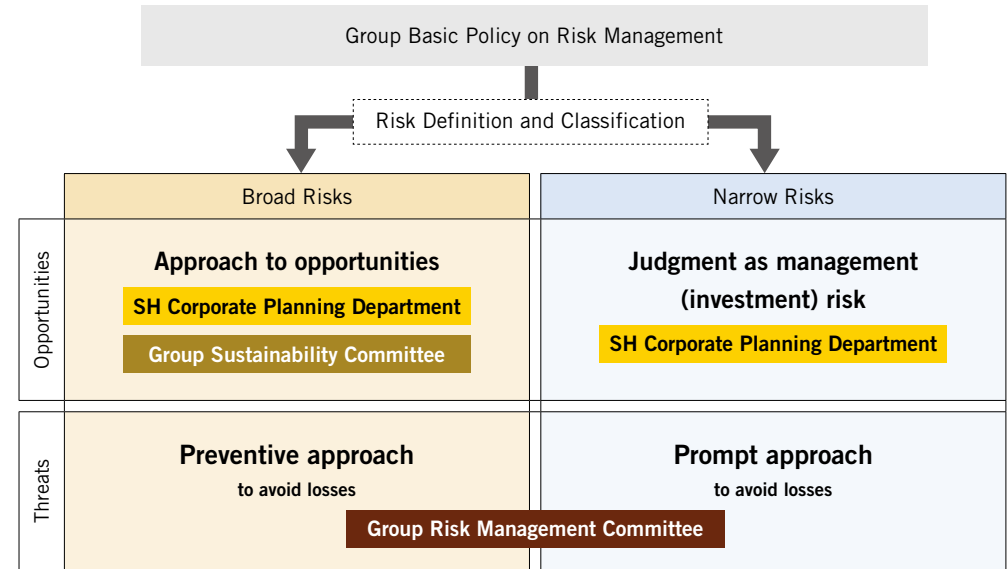 Group Basic Policy on Risk Management
Risk Definition and Classification
Broad Risks
Narrow Risks
Opportunities
Approach to opportunities
SH Corporate Planning Department
Group Sustainability Committee
Judgment as management
(investment) risk
SH Corporate Planning Department
Threats
Preventive approach
to avoid losses
Prompt approach
to avoid losses
Group Risk Management Committee